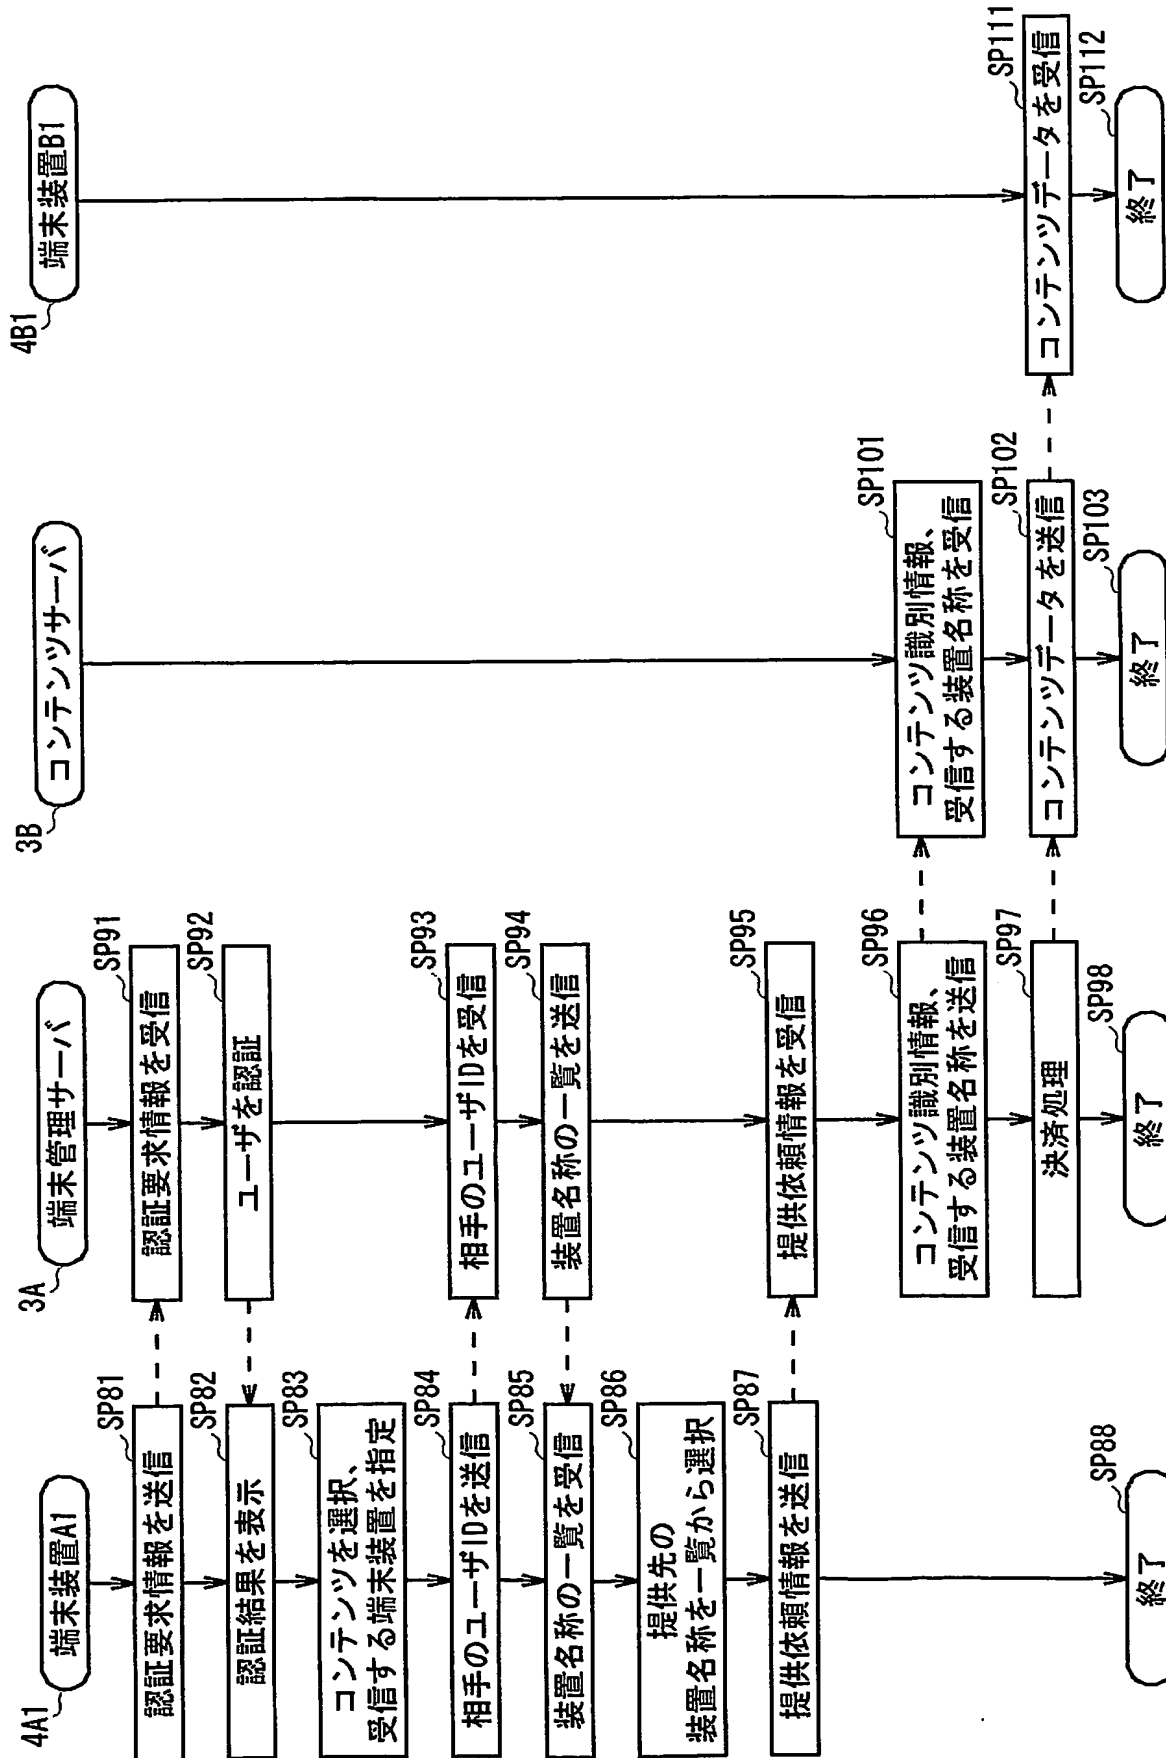 4A1
端末装置A1
SP81
認証要求情報を送信
SP82
認証結果を表示
SP83
コンテンツを選択、
受信する端末装置を指定
SP84
相手のユーザIDを送信
SP85
装置名称の一覧を受信
SP86
提供先の
装置名称を一覧から選択
SP87
提供依頼情報を送信
SP88
終了
3A
端末管理サーバ
SP91
認証要求情報を受信
SP92
ユーザを認証
SP93
相手のユーザIDを受信
SP94
装置名称の一覧を送信
SP95
提供依頼情報を受信
SP96
コンテンツ識別情報、
受信する装置名称を送信
SP97
決済処理
SP98
終了
3B
コンテンツサーバ
SP101
コンテンツ識別情報、
受信する装置名称を受信
SP102
コンテンツデータを送信
SP103
終了
4B1
端末装置B1
SP111
コンテンツデータを受信
SP112
終了